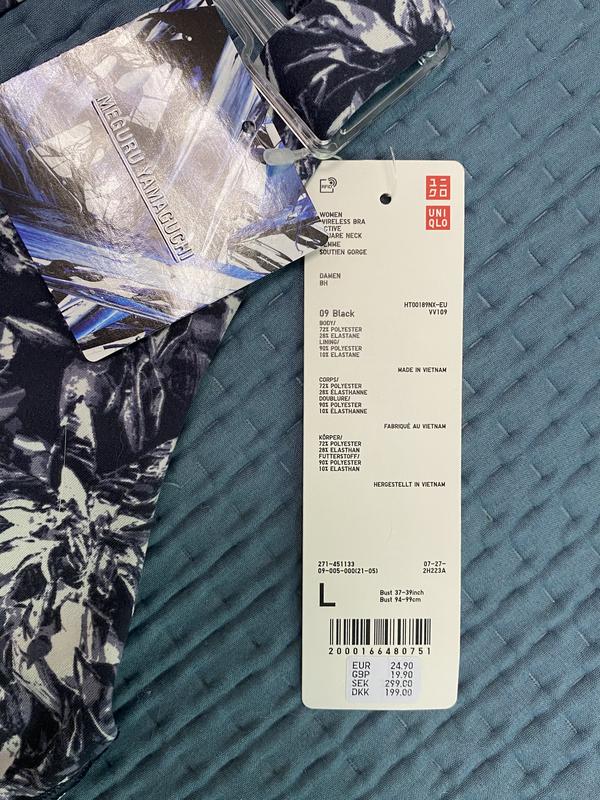 MEGURU YAMAGUCHI
RFID
ユニ
クロ
UNI
QLO
WOMEN
WIRELESS BRA
NECK
SOUTIEN GORGE
DAMEN
BH
HT00189NX-EU
09 Black
VV109
BODY/
72% POLYESTER
28% ELASTANE
LINING/
90% POLYESTER
10% ELASTANE
MADE IN VIETNAM
CORPS/
72% POLYESTER
28% ÉLASTHANNE
DOUBLURE/
90% POLYESTER
10% ÉLASTHANNE
FABRIQUÉ AU VIETNAM
KÖRPER/
72% POLYESTER
28% ELASTHAN
FUTTERSTOFF/
90% POLYESTER
10% ELASTHAN
HERGESTELLT IN VIETNAM
271-451133 07-27-
09-005-000(21-05) 2H223A
L
Bust 37-39inch
Bust 94-99cm
2000166480751
EUR 24.90
GBP 19.90
SEK 299.00
DKK 199.00